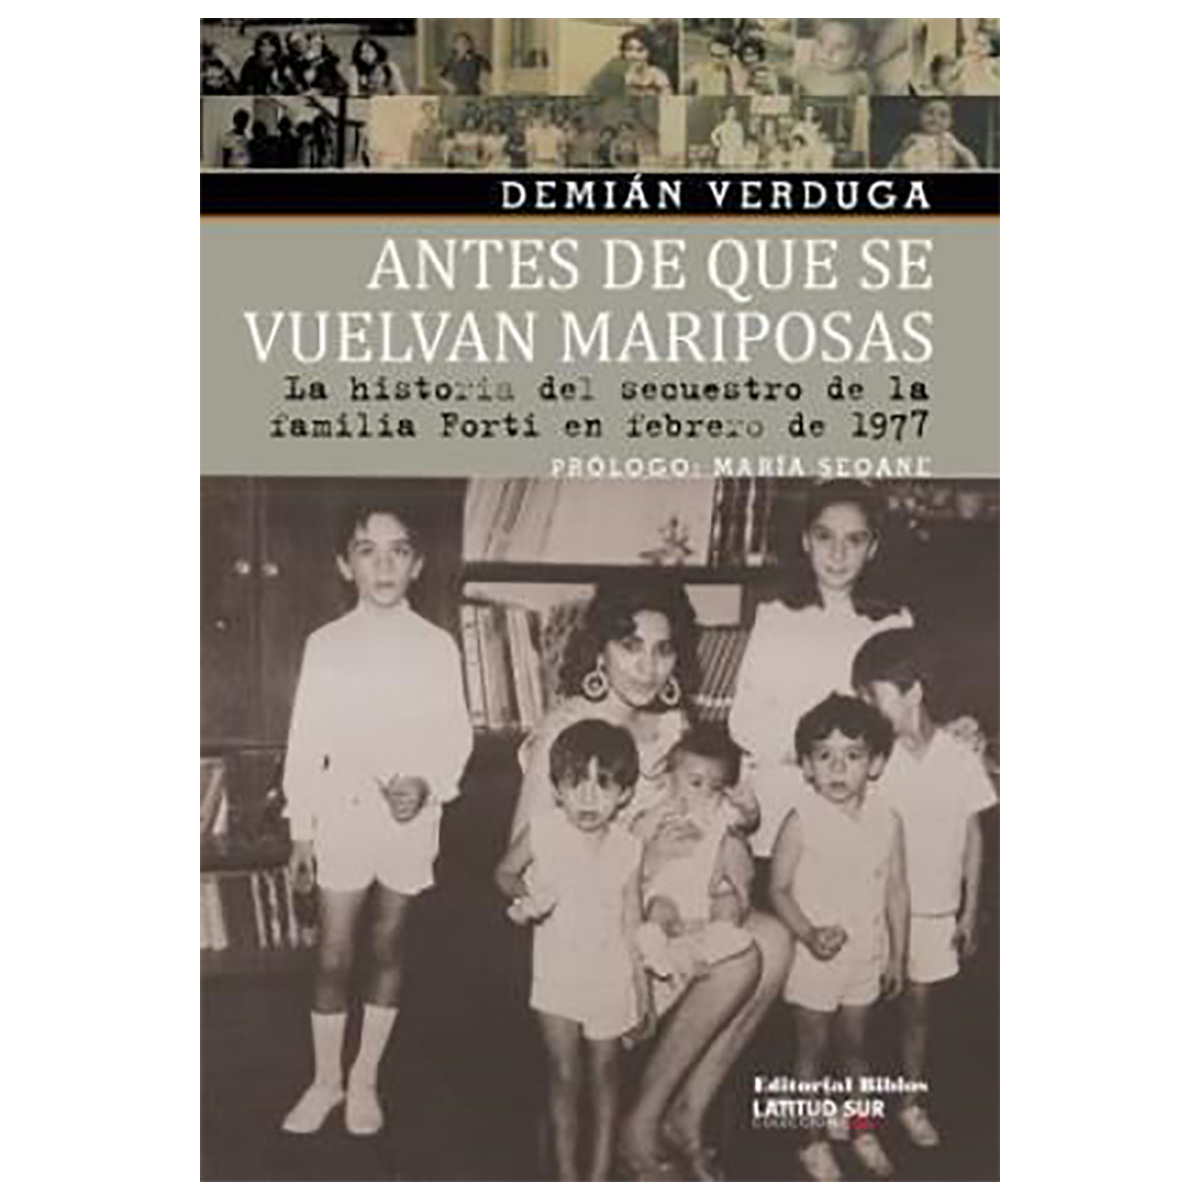 DEMIÁN VERDUGA
ANTES DE QUE SE
VUELVAN MARIPOSAS
La historia del secuestro de la
familia Forti en febrero de 1977
PRÓLOGO: MARÍA SEOANE
Editorial Biblos
LATITUD SUR
COLECCIÓN